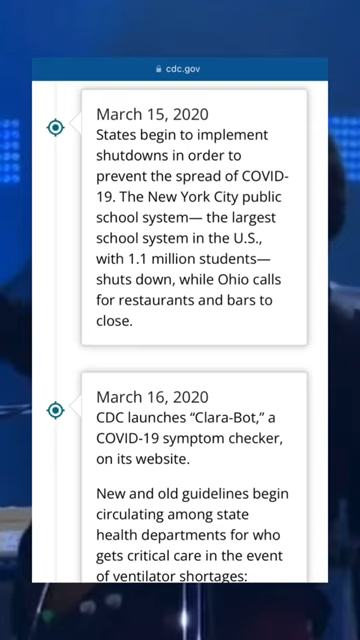 cdc.gov
March 15, 2020
States begin to implement
shutdowns in order to
prevent the spread of COVID-
19. The New York City public
school system— the largest
school system in the U.S.,
with 1.1 million students—
shuts down, while Ohio calls
for restaurants and bars to
close.
March 16, 2020
CDC launches “Clara-Bot,” a
COVID-19 symptom checker,
on its website.
New and old guidelines begin
circulating among state
health departments for who
gets critical care in the event
of ventilator shortages: